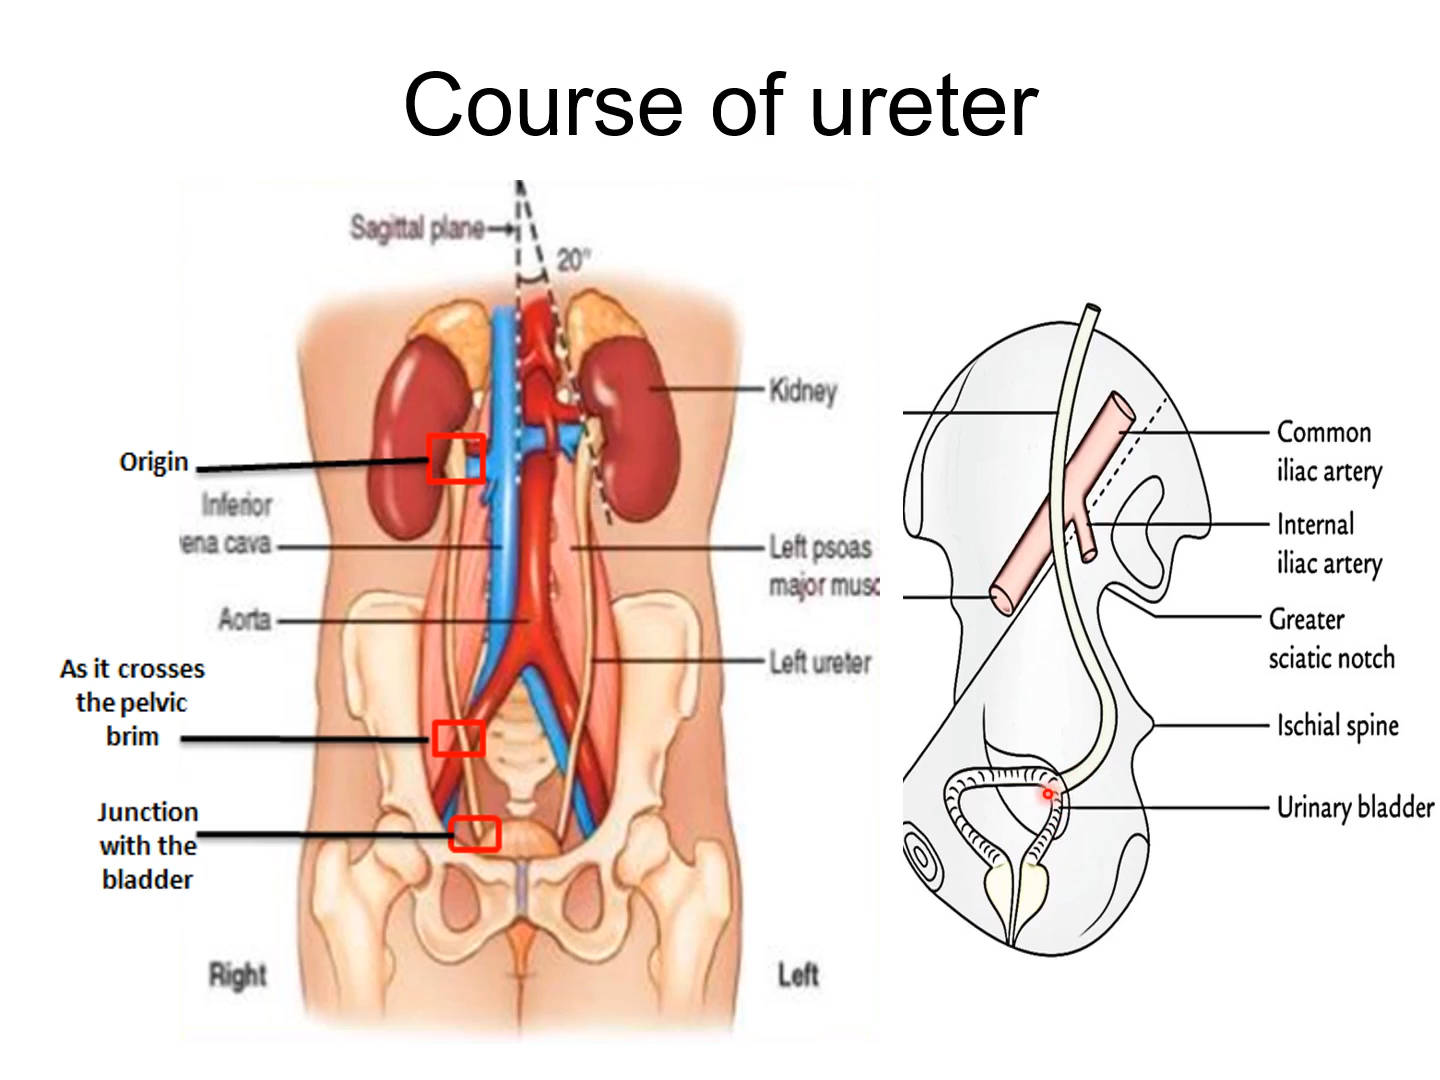 Course of ureter
Sagittal plane
20°
Kidney
Origin
Inferior
ena cava
Left psoas
major musc
Aorta
Left ureter
As it crosses
the pelvic
brim
Junction
with the
bladder
Right
Left
Common
iliac artery
Internal
iliac artery
Greater
sciatic notch
Ischial spine
Urinary bladder